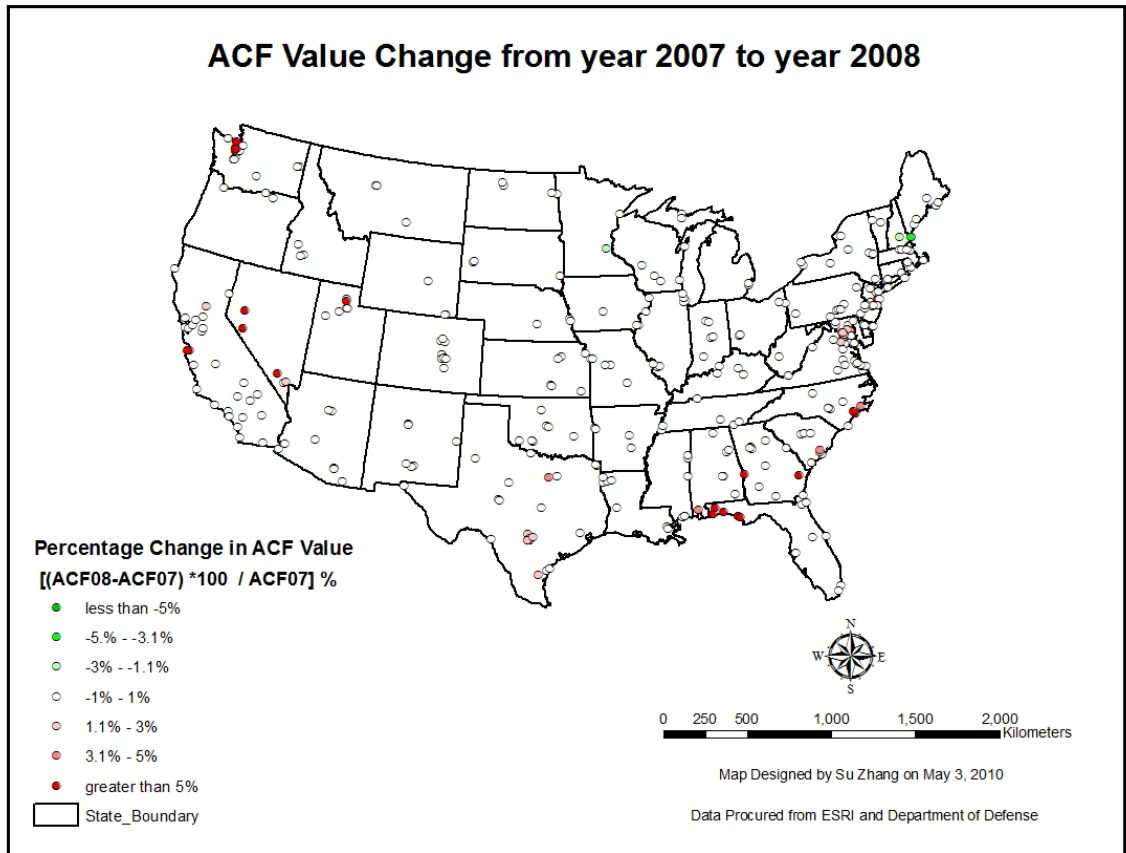 ACF Value Change from year 2007 to year 2008
Percentage Change in ACF Value
[(ACF08-ACF07) *100 / ACF07] %
less than -5%
-5.% - -3.1%
-3% - -1.1%
-1% - 1%
1.1% - 3%
3.1% - 5%
greater than 5%
State_Boundary
N
W E
S
0 250 500 1,000 1,500 2,000
Kilometers
Map Designed by Su Zhang on May 3, 2010
Data Procured from ESRI and Department of Defense